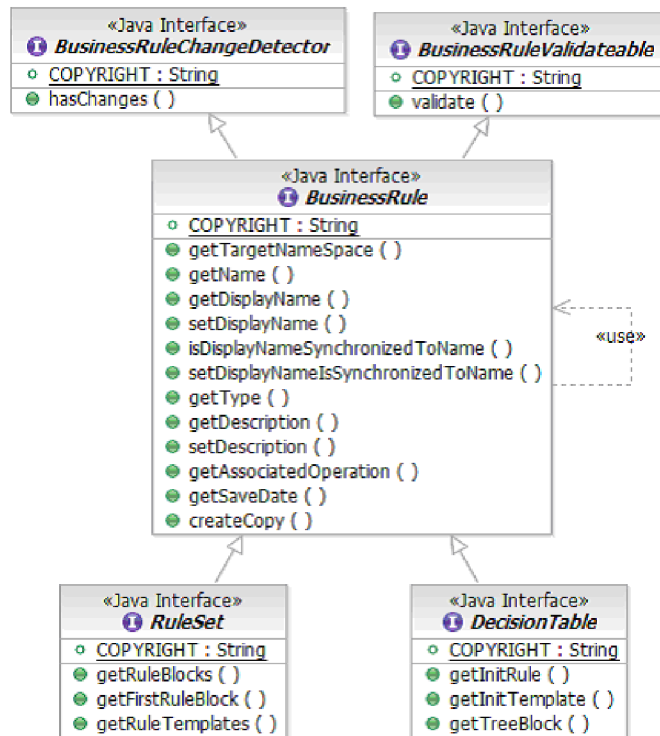 «Java Interface»
BusinessRuleChangeDetector
COPYRIGHT : String
hasChanges ( )
«Java Interface»
BusinessRuleValidateable
COPYRIGHT : String
validate ( )
«Java Interface»
BusinessRule
COPYRIGHT : String
getTargetNameSpace ( )
getName ( )
getDisplayName ( )
setDisplayName ( )
isDisplayNameSynchronizedToName ( )
setDisplayNameIsSynchronizedToName ( )
getType ( )
getDescription ( )
setDescription ( )
getAssociatedOperation ( )
getSaveDate ( )
createCopy ( )
«use»
«Java Interface»
RuleSet
COPYRIGHT : String
getRuleBlocks ( )
getFirstRuleBlock ( )
getRuleTemplates ( )
«Java Interface»
DecisionTable
COPYRIGHT : String
getInitRule ( )
getInitTemplate ( )
getTreeBlock ( )